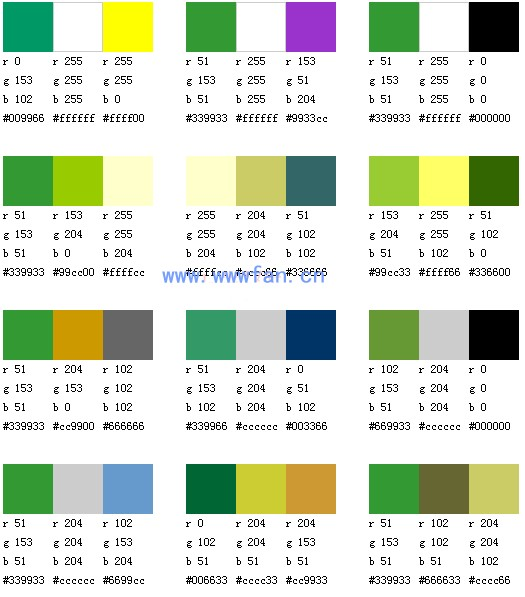 r 0 r 255 r 255 r 51 r 255 r 153 r 51 r 255 r 0
g 153 g 255 g 255 g 153 g 255 g 51 g 153 g 255 g 0
b 102 b 255 b 0 b 51 b 255 b 204 b 51 b 255 b 0
#009966 #ffffff #ffff00 #339933 #ffffff #9933cc #339933 #ffffff #000000
r 51 r 153 r 255 r 255 r 204 r 51 r 153 r 255 r 51
g 153 g 204 g 255 g 255 g 204 g 102 g 204 g 255 g 102
b 51 b 0 b 204 b 204 b 102 b 102 b 51 b 102 b 0
#339933 #99cc00 #ffffcc #ffffcc #cccc66 #336666 #99cc33 #ffff66 #336600
www.wwwfan.cn
r 51 r 204 r 102 r 51 r 204 r 0 r 102 r 204 r 0
g 153 g 153 g 102 g 153 g 204 g 51 g 153 g 204 g 0
b 51 b 0 b 102 b 102 b 204 b 102 b 51 b 204 b 0
#339933 #cc9900 #666666 #339966 #cccccc #003366 #669933 #cccccc #000000
r 51 r 204 r 102 r 0 r 204 r 204 r 51 r 102 r 204
g 153 g 204 g 153 g 102 g 204 g 153 g 153 g 102 g 204
b 51 b 204 b 204 b 51 b 51 b 51 b 51 b 51 b 102
#339933 #cccccc #6699cc #006633 #cccc33 #cc9933 #339933 #666633 #cccc66